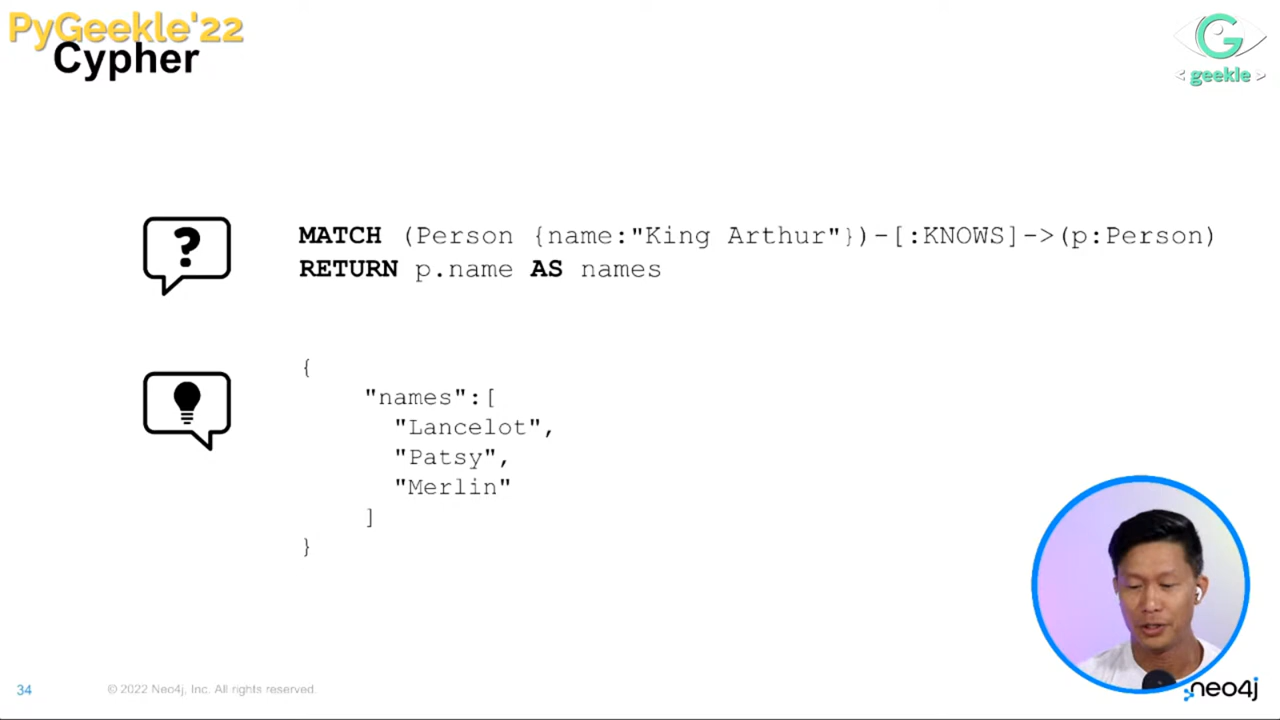 PyGeekle'22
Cypher
G
< geekle >
?
MATCH (Person {name:"King Arthur"})-[:KNOWS]->(p:Person)
RETURN p.name AS names
{
"names":[
"Lancelot",
"Patsy",
"Merlin"
]
}
34
© 2022 Neo4j, Inc. All rights reserved.
neo4j